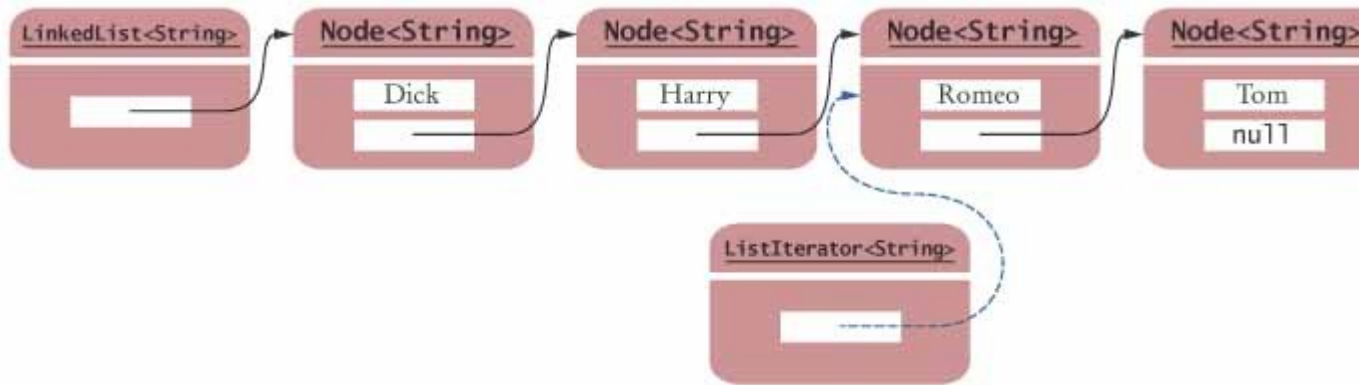 LinkedList<String>
Node<String>
Node<String>
Node<String>
Node<String>
Dick
Harry
Romeo
Tom
null
ListIterator<String>